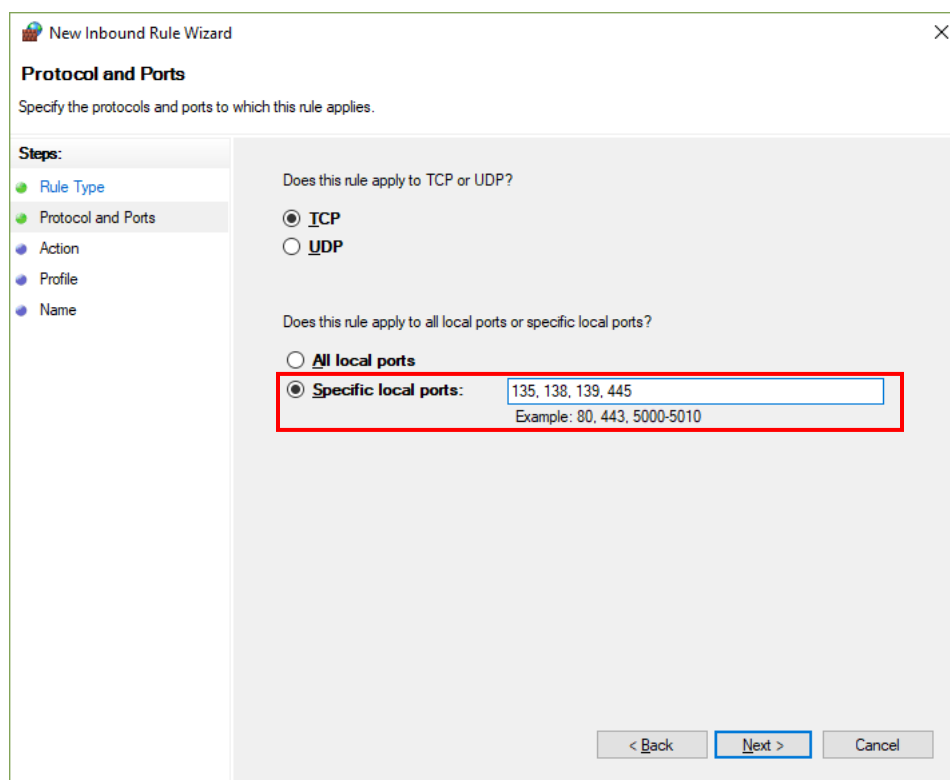 New Inbound Rule Wizard
Protocol and Ports
Specify the protocols and ports to which this rule applies.
Steps:
Rule Type
Protocol and Ports
Action
Profile
Name
Does this rule apply to TCP or UDP?
TCP
UDP
Does this rule apply to all local ports or specific local ports?
All local ports
Specific local ports: 135, 138, 139, 445
Example: 80, 443, 5000-5010
< Back Next > Cancel